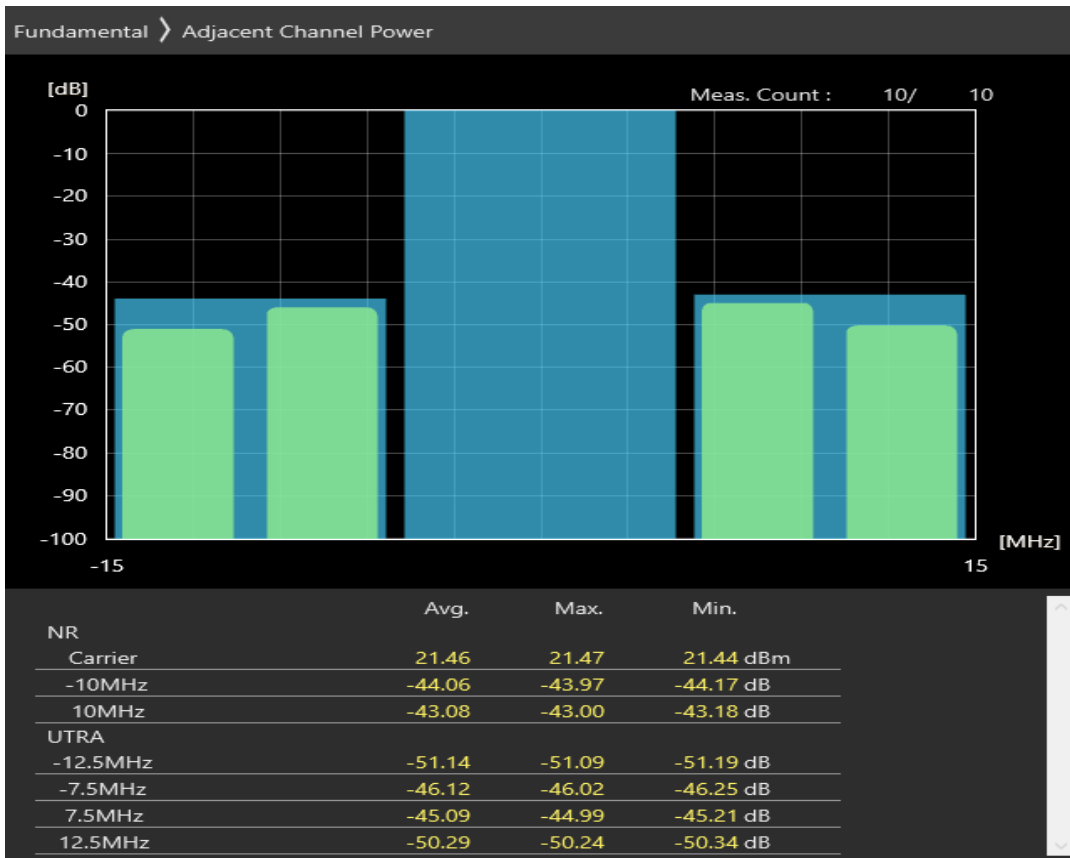 Fundamental 〉 Adjacent Channel Power
[dB]
Meas. Count : 10/ 10
0
-10
-20
-30
-40
-50
-60
-70
-80
-90
-100
[MHz]
-15 15
Avg. Max. Min.
NR
Carrier 21.46 21.47 21.44 dBm
-10MHz -44.06 -43.97 -44.17 dB
10MHz -43.08 -43.00 -43.18 dB
UTRA
-12.5MHz -51.14 -51.09 -51.19 dB
-7.5MHz -46.12 -46.02 -46.25 dB
7.5MHz -45.09 -44.99 -45.21 dB
12.5MHz -50.29 -50.24 -50.34 dB